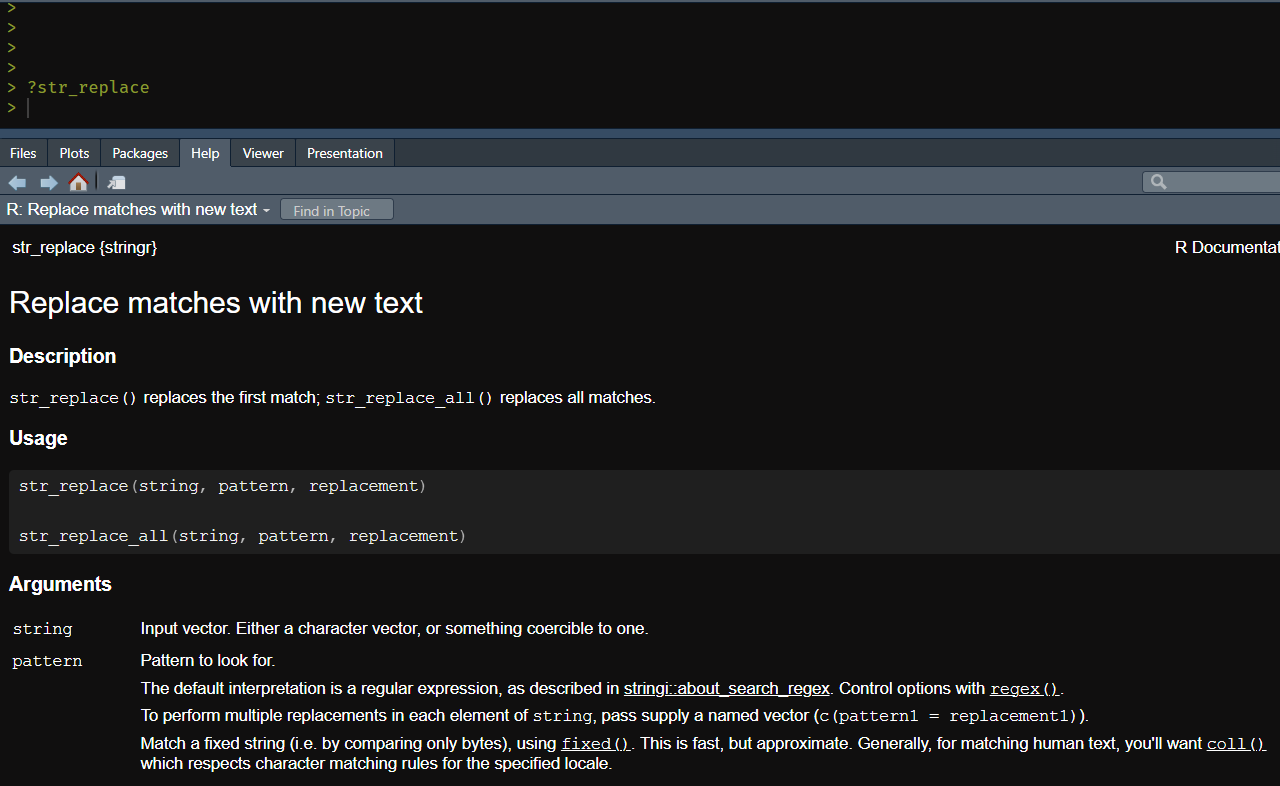 >
>
>
>
> ?str_replace
>
Files Plots Packages Help Viewer Presentation
R: Replace matches with new text Find in Topic
str_replace {stringr} R Documentat
Replace matches with new text
Description
str_replace() replaces the first match; str_replace_all() replaces all matches.
Usage
str_replace(string, pattern, replacement)
str_replace_all(string, pattern, replacement)
Arguments
string Input vector. Either a character vector, or something coercible to one.
pattern Pattern to look for.
The default interpretation is a regular expression, as described in stringi::about_search_regex. Control options with regex().
To perform multiple replacements in each element of string, pass supply a named vector (c(pattern1 = replacement1)).
Match a fixed string (i.e. by comparing only bytes), using fixed(). This is fast, but approximate. Generally, for matching human text, you'll want coll()
which respects character matching rules for the specified locale.